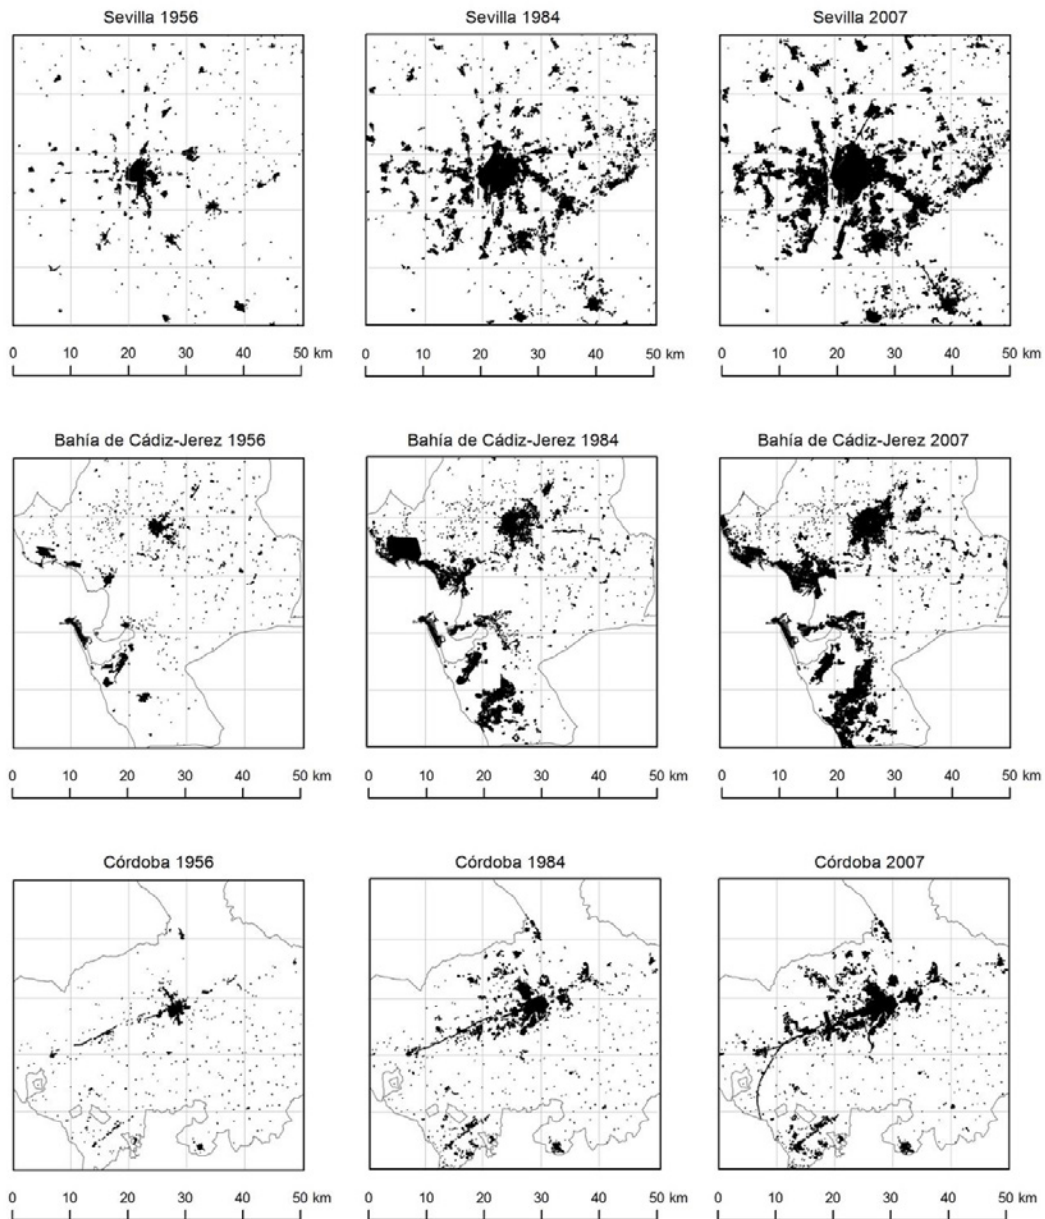 Sevilla 1956
Sevilla 1984
Sevilla 2007
0 10 20 30 40 50 km
0 10 20 30 40 50 km
0 10 20 30 40 50 km
Bahía de Cádiz-Jerez 1956
Bahía de Cádiz-Jerez 1984
Bahía de Cádiz-Jerez 2007
0 10 20 30 40 50 km
0 10 20 30 40 50 km
0 10 20 30 40 50 km
Córdoba 1956
Córdoba 1984
Córdoba 2007
0 10 20 30 40 50 km
0 10 20 30 40 50 km
0 10 20 30 40 50 km